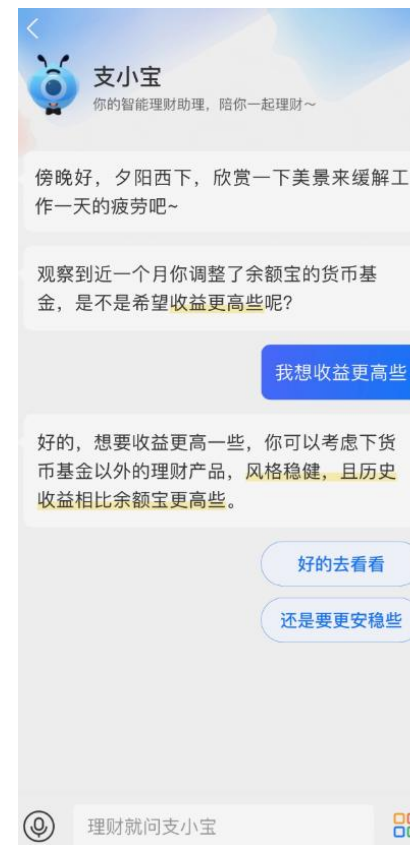 支小宝
你的智能理财助理，陪你一起理财～
傍晚好，夕阳西下，欣赏一下美景来缓解工
作一天的疲劳吧~
观察到近一个月你调整了余额宝的货币基
金，是不是希望收益更高些呢？
我想收益更高些
好的，想要收益更高一些，你可以考虑下货
币基金以外的理财产品，风格稳健，且历史
收益相比余额宝更高些。
好的去看看
还是要更安稳些
理财就问支小宝